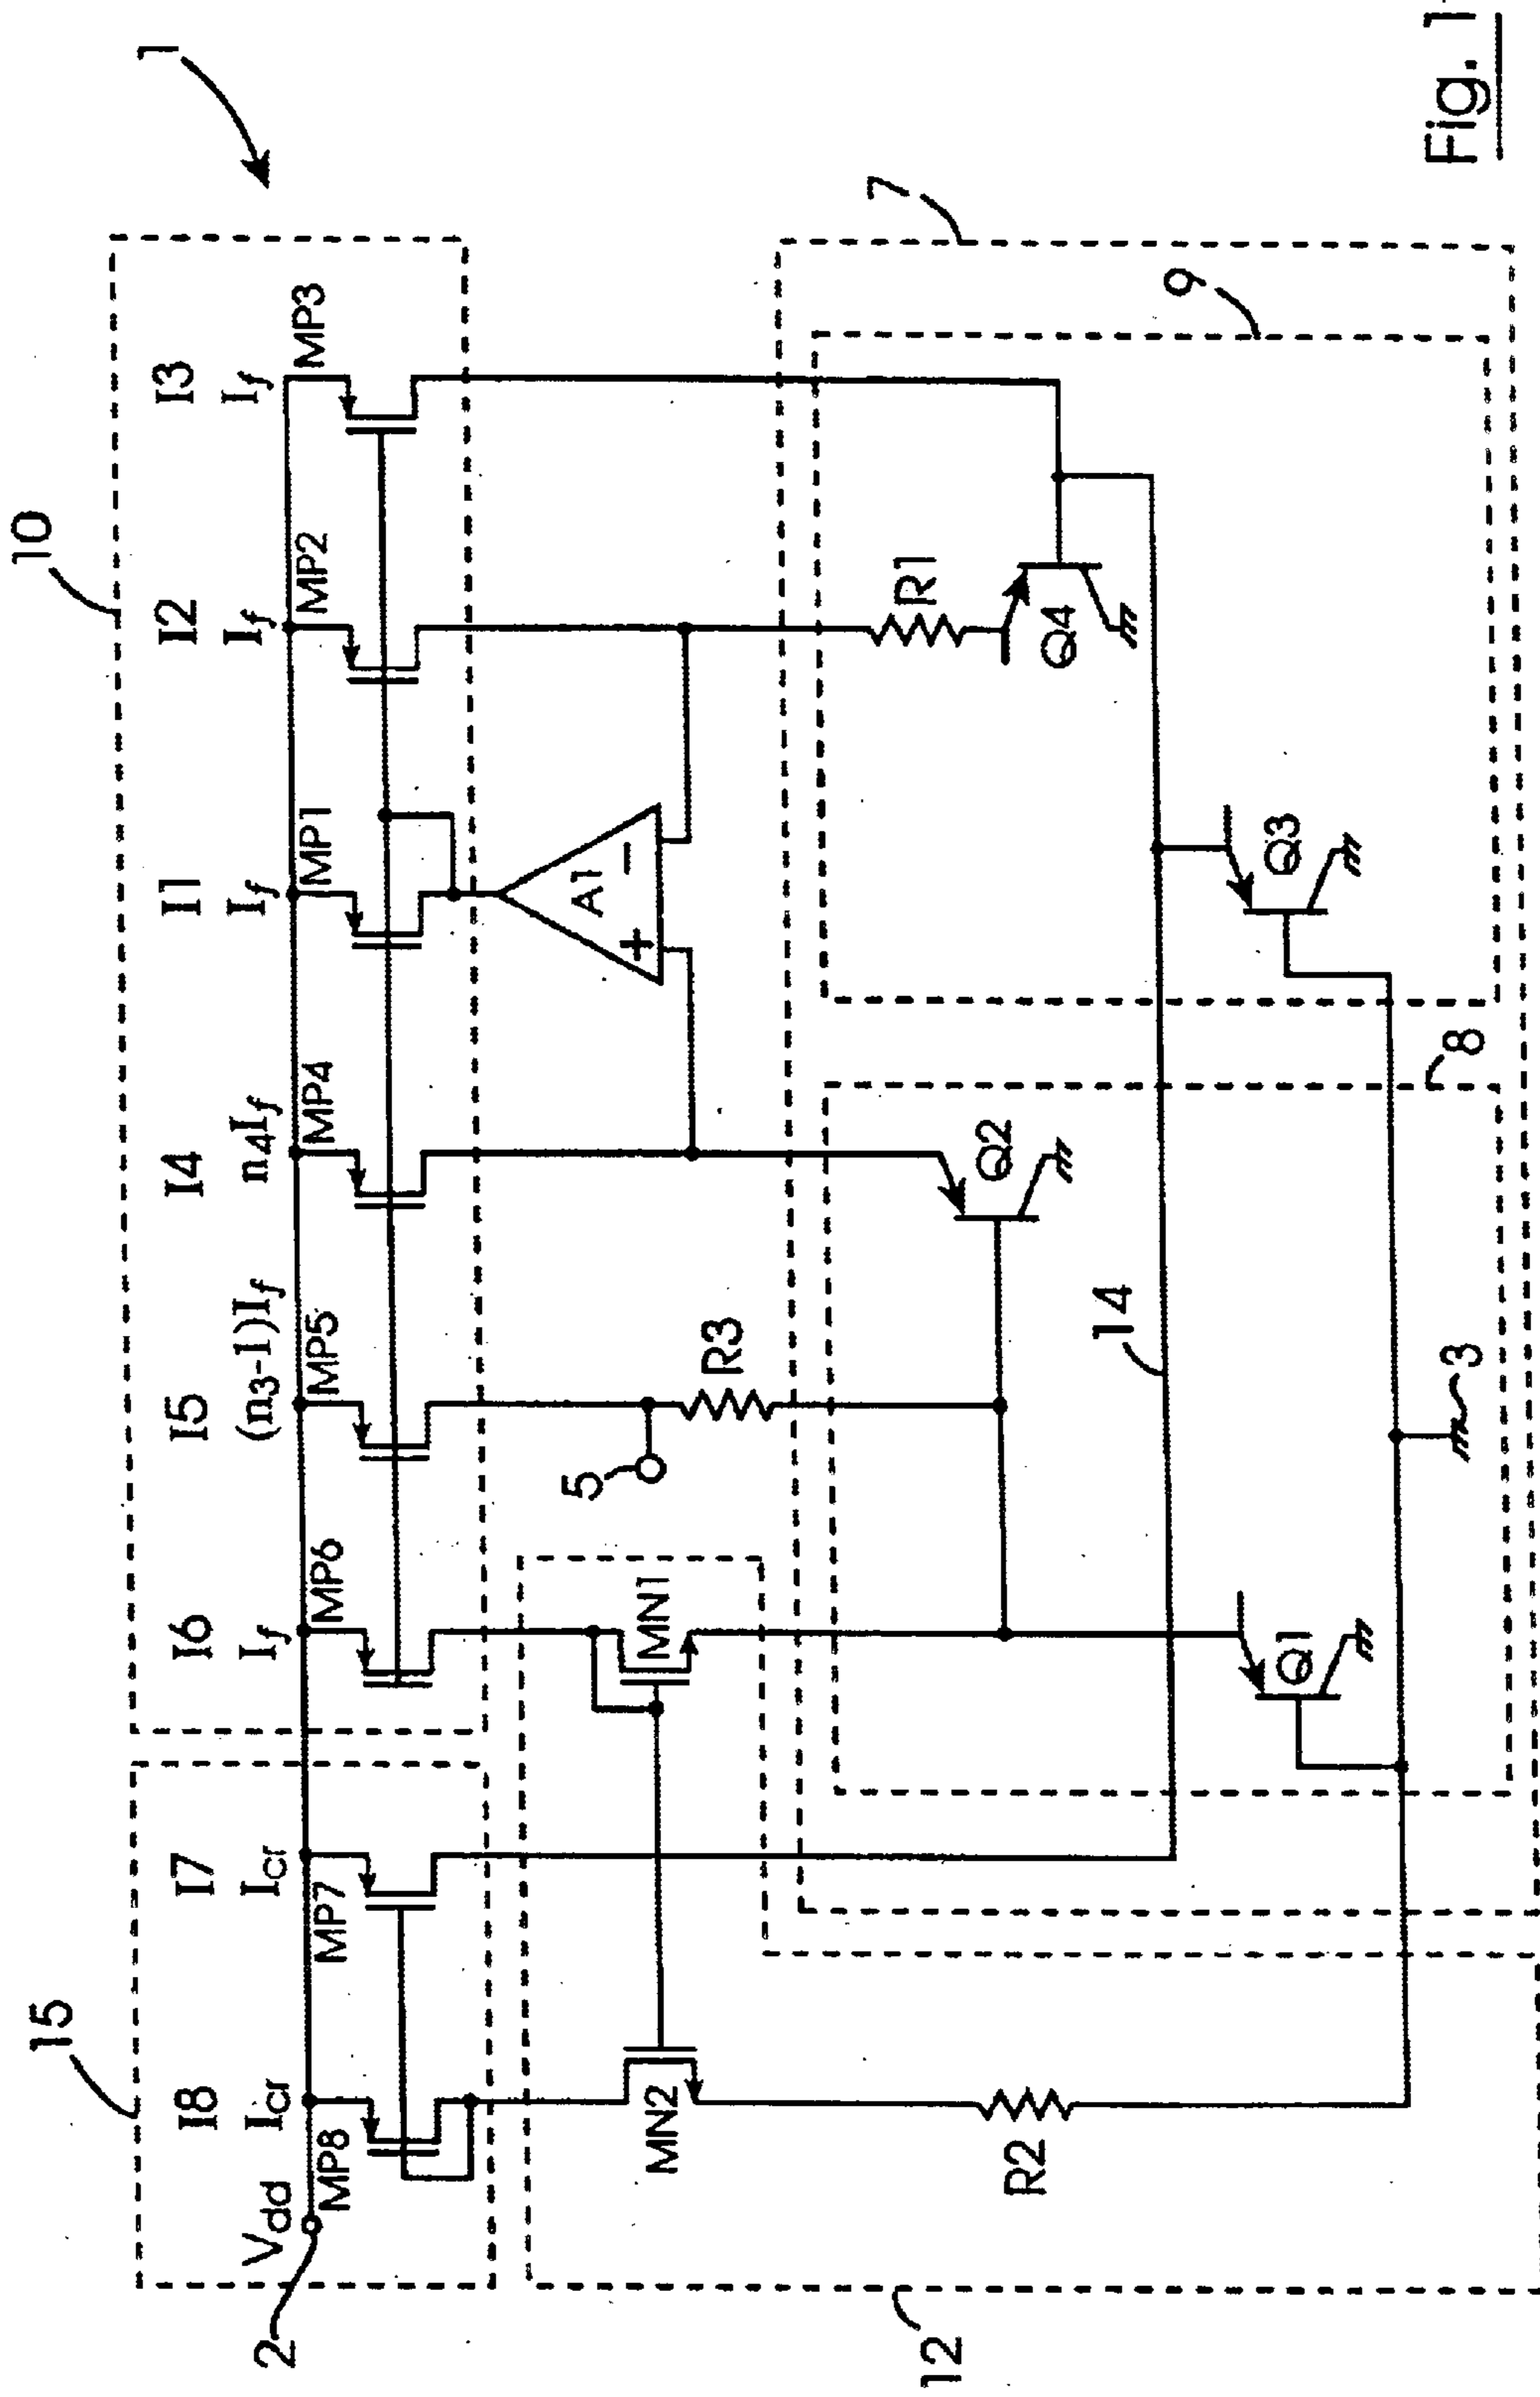 1
10
15
I8
I7
I6
I5
I4
I1
I2
I3
Icr
Icr
If
(n3-1)If
n4If
If
If
If
Vdd
2
MP8
MP7
MP6
MP5
MP4
MP1
MP2
MP3
A1
+
−
5
R3
MN1
MN2
12
R2
R1
7
9
Q4
Q2
14
8
Q1
Q3
3
Fig. 1